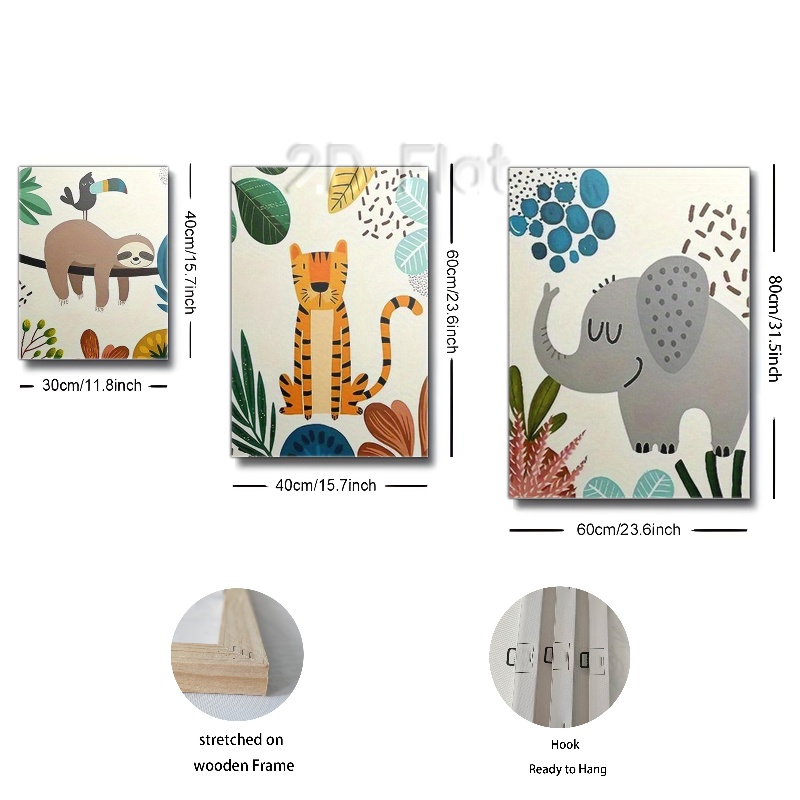 2D Flat
40cm/15.7inch
30cm/11.8inch
60cm/23.6inch
40cm/15.7inch
80cm/31.5inch
60cm/23.6inch
stretched on
wooden Frame
Hook
Ready to Hang